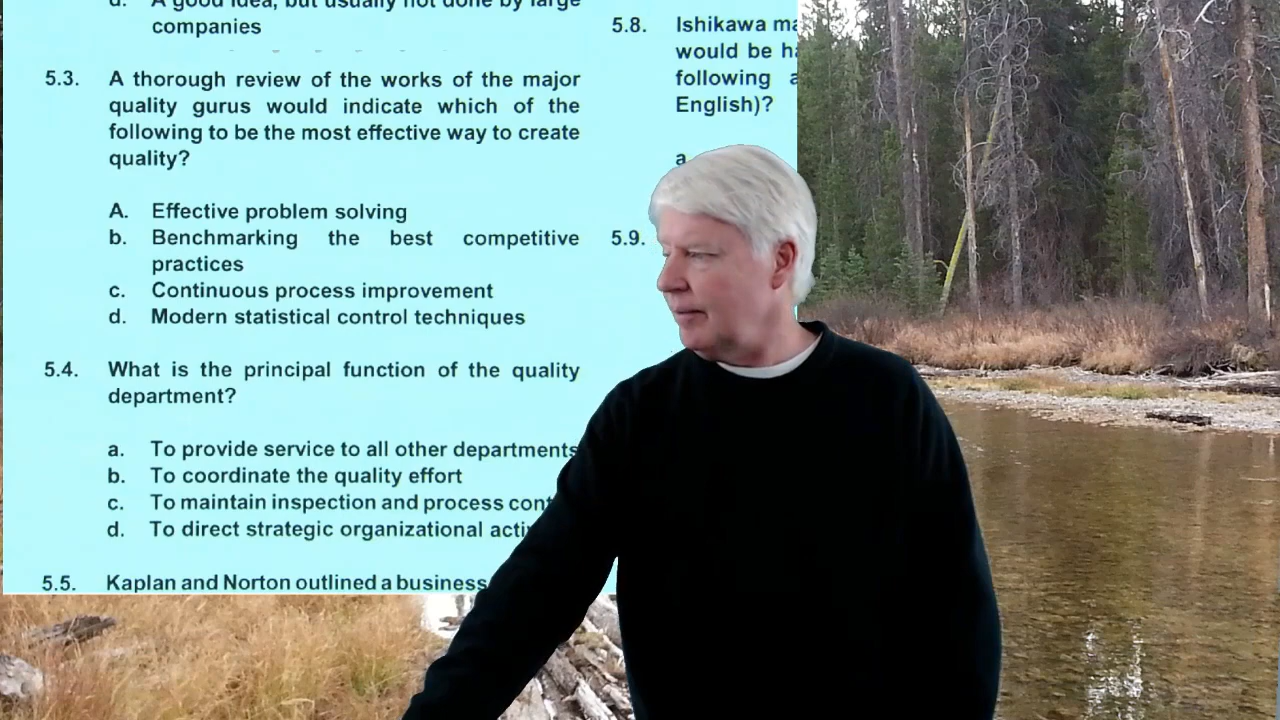 d. A good idea, but usually not done by large
companies
5.3. A thorough review of the works of the major
quality gurus would indicate which of the
following to be the most effective way to create
quality?
A. Effective problem solving
b. Benchmarking the best competitive
practices
c. Continuous process improvement
d. Modern statistical control techniques
5.4. What is the principal function of the quality
department?
a. To provide service to all other departments
b. To coordinate the quality effort
c. To maintain inspection and process cont
d. To direct strategic organizational
5.5. Kaplan and Norton outlined a business
5.8. Ishikawa
would be
following
English)?
a
5.9.